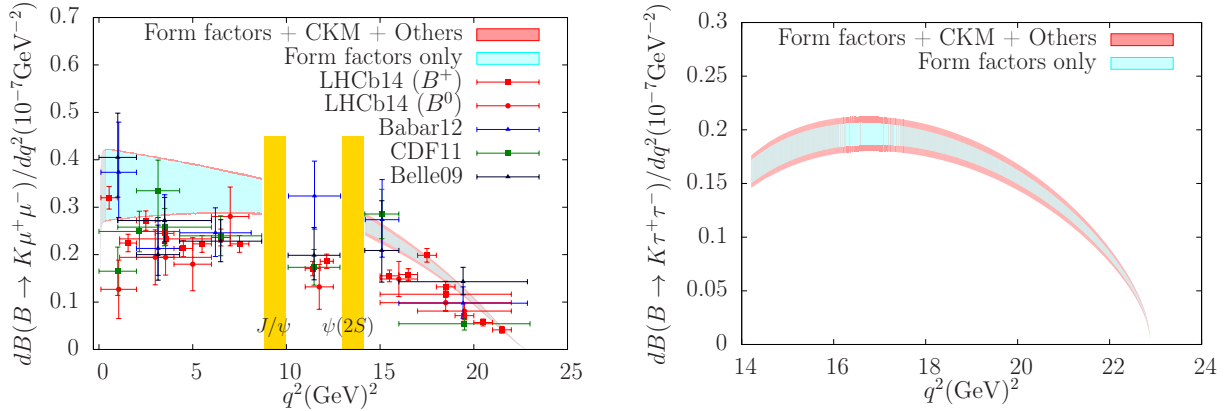 dB(B → Kμ⁺μ⁻)/dq²(10⁻⁷GeV⁻²)
0.7
0.6
0.5
0.4
0.3
0.2
0.1
0
Form factors + CKM + Others
Form factors only
LHCb14 (B⁺)
LHCb14 (B⁰)
Babar12
CDF11
Belle09
J/ψ
ψ(2S)
0 5 10 15 20 25
q²(GeV)²
dB(B → Kτ⁺τ⁻)/dq²(10⁻⁷GeV⁻²)
0.3
0.25
0.2
0.15
0.1
0.05
0
Form factors + CKM + Others
Form factors only
14 16 18 20 22 24
q²(GeV)²